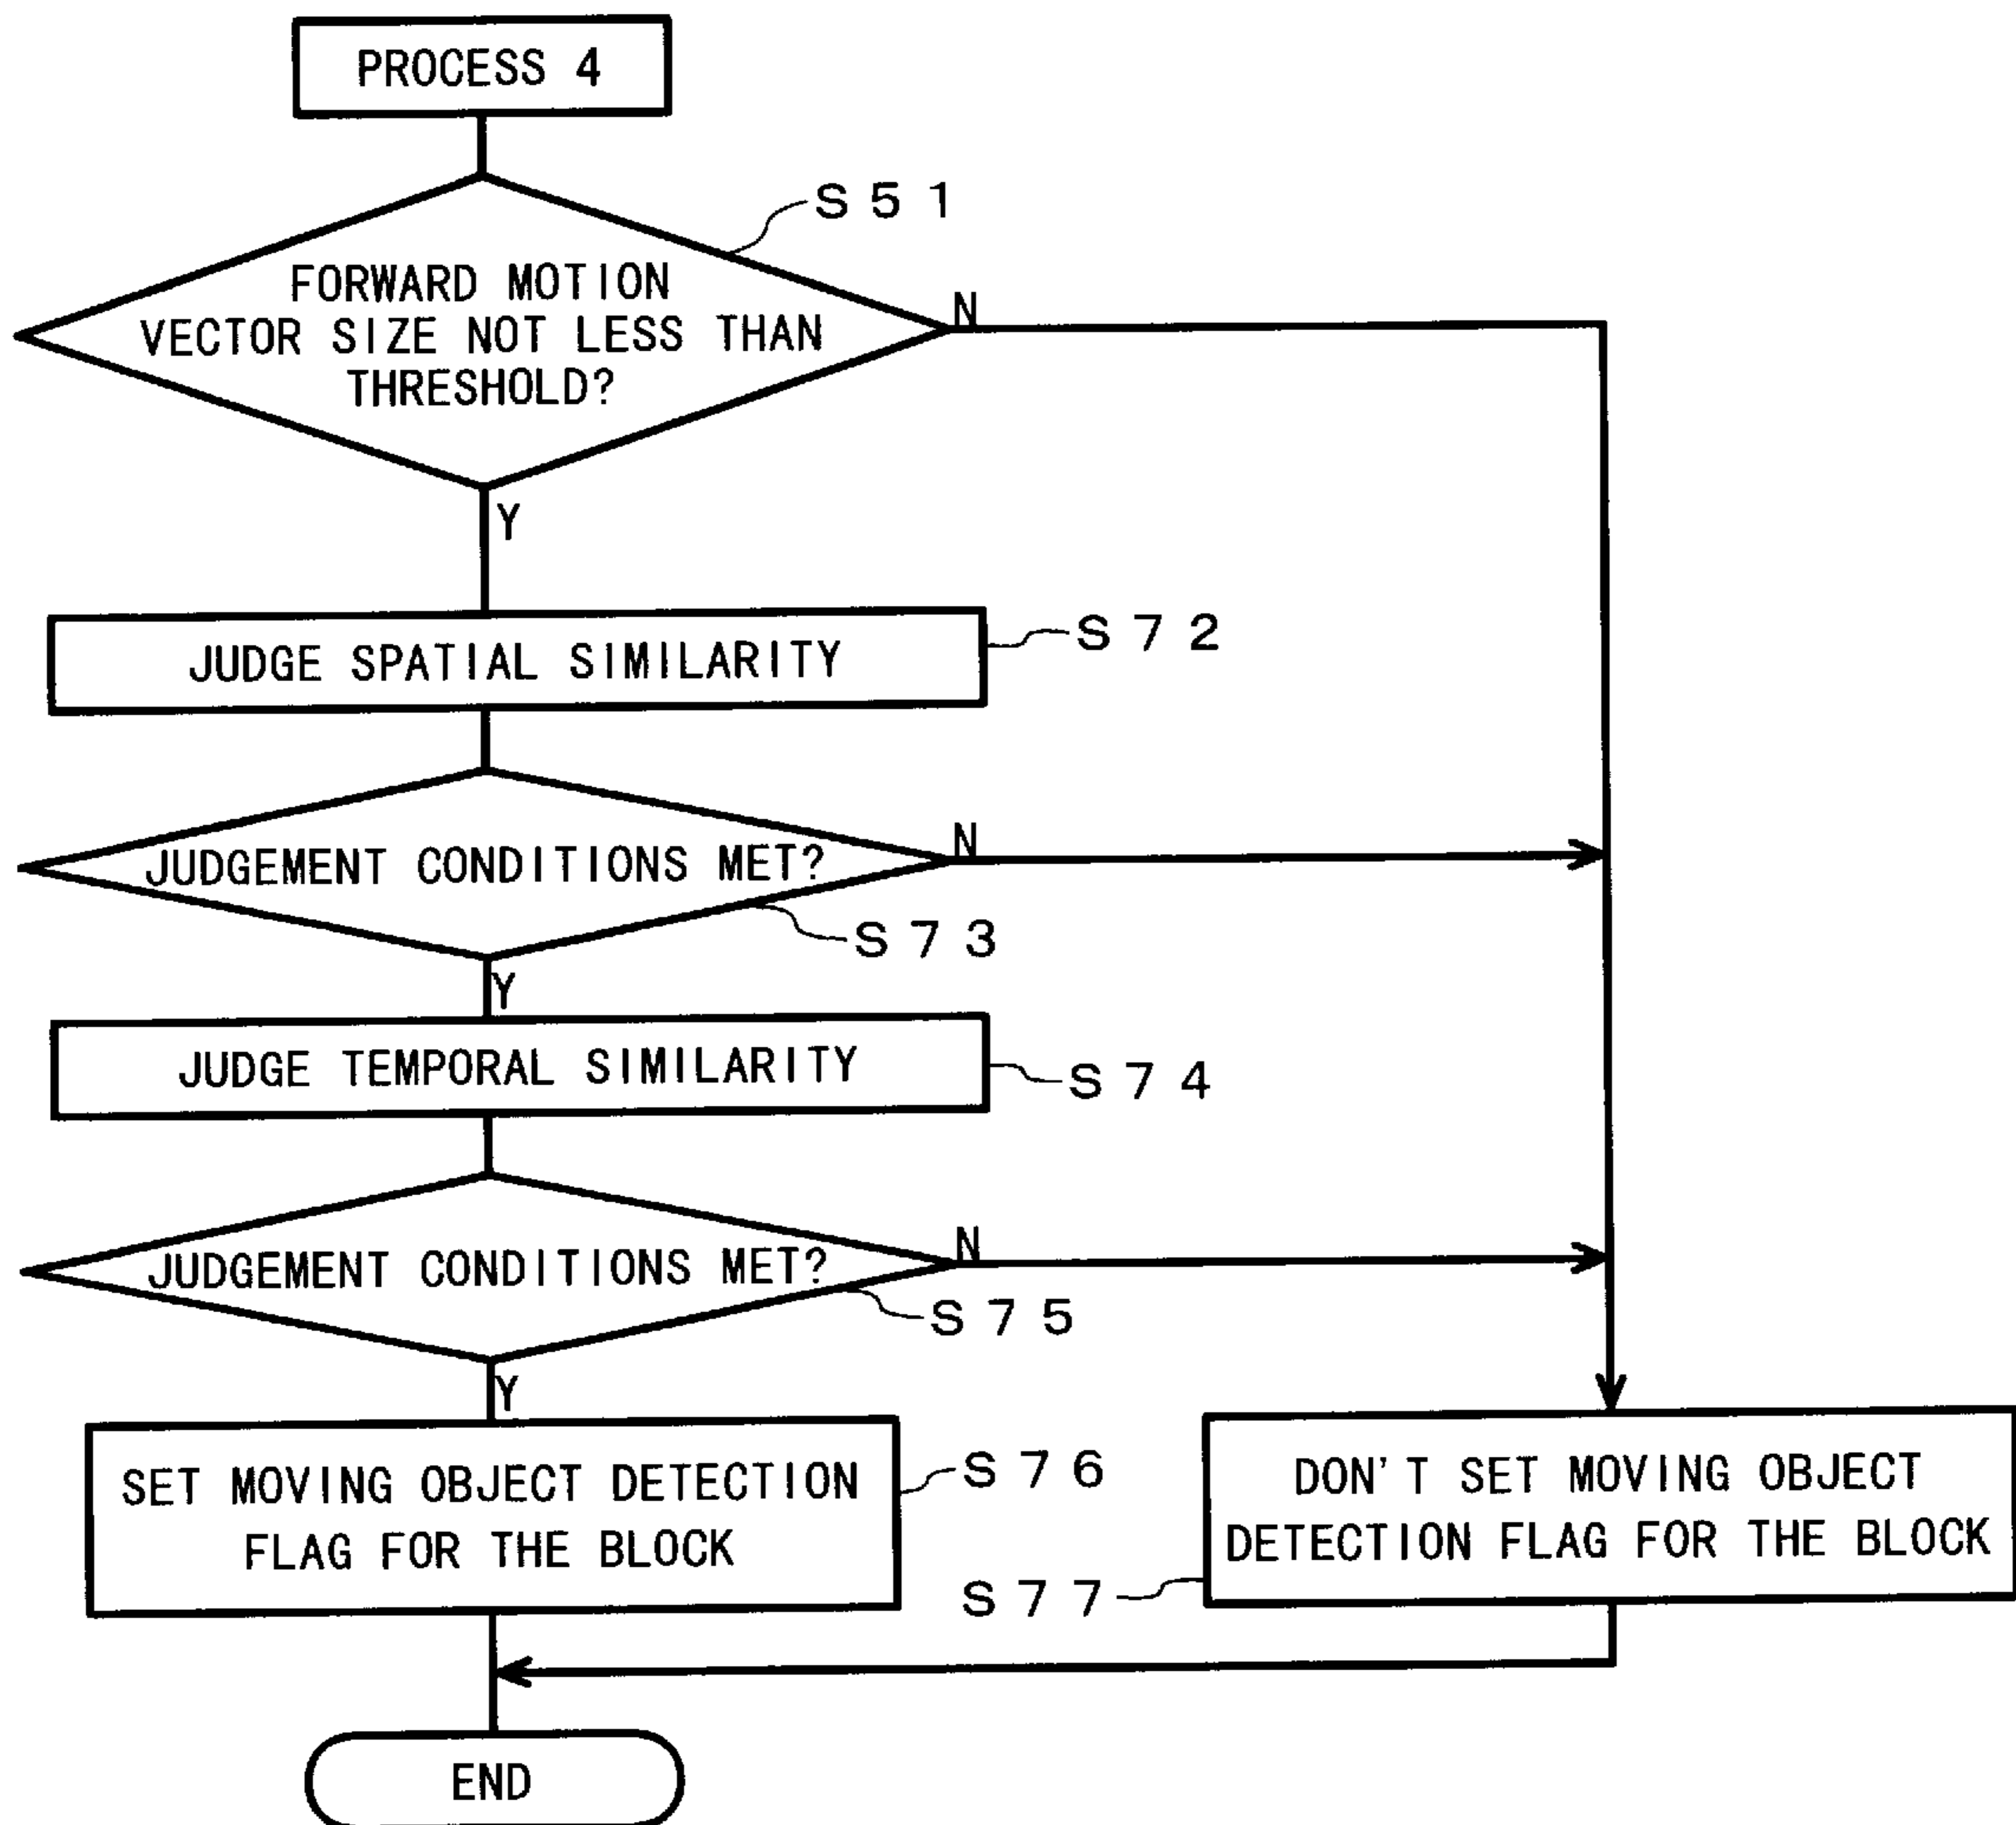 PROCESS 4
S51
FORWARD MOTION
VECTOR SIZE NOT LESS THAN
THRESHOLD?
N
Y
JUDGE SPATIAL SIMILARITY
S72
JUDGEMENT CONDITIONS MET?
N
S73
Y
JUDGE TEMPORAL SIMILARITY
S74
JUDGEMENT CONDITIONS MET?
N
S75
Y
SET MOVING OBJECT DETECTION
FLAG FOR THE BLOCK
S76
DON'T SET MOVING OBJECT
DETECTION FLAG FOR THE BLOCK
S77
END